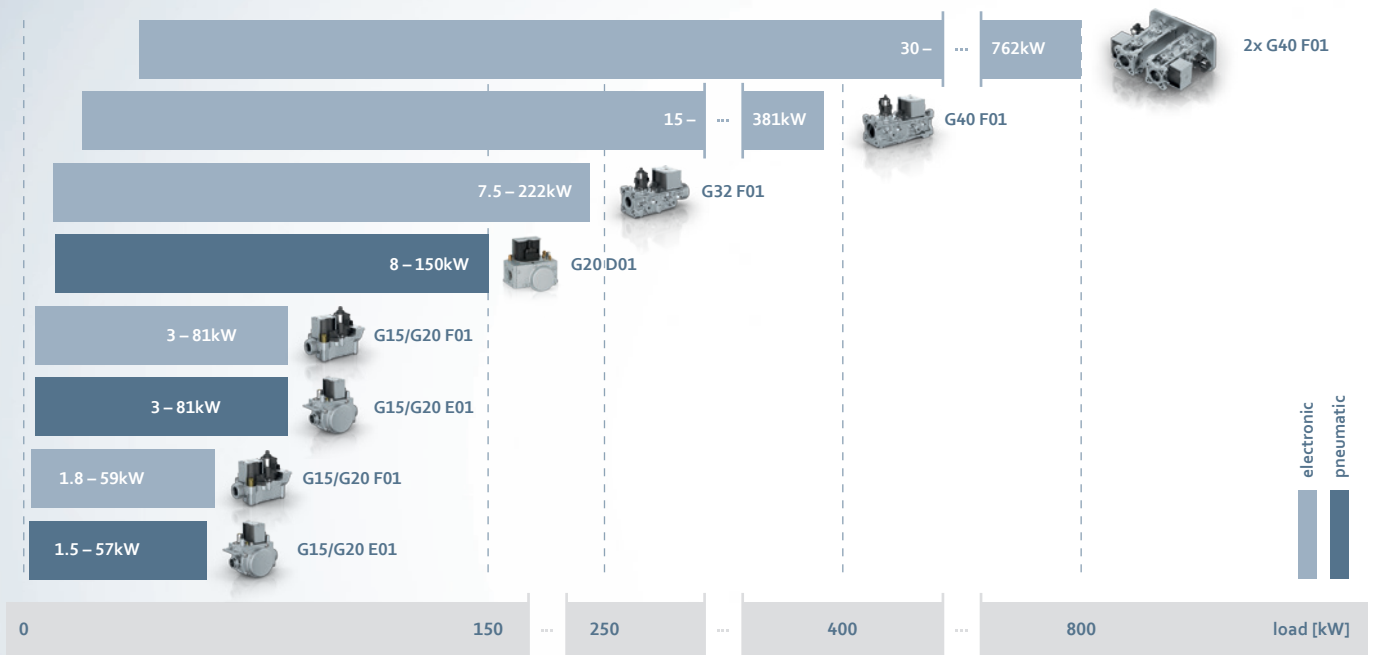 30 – ... 762kW 2x G40 F01
15 – ... 381kW G40 F01
7.5 – 222kW G32 F01
8 – 150kW G20 D01
3 – 81kW G15/G20 F01
3 – 81kW G15/G20 E01
1.8 – 59kW G15/G20 F01
1.5 – 57kW G15/G20 E01
electronic
pneumatic
0 150 ... 250 ... 400 ... 800 load [kW]